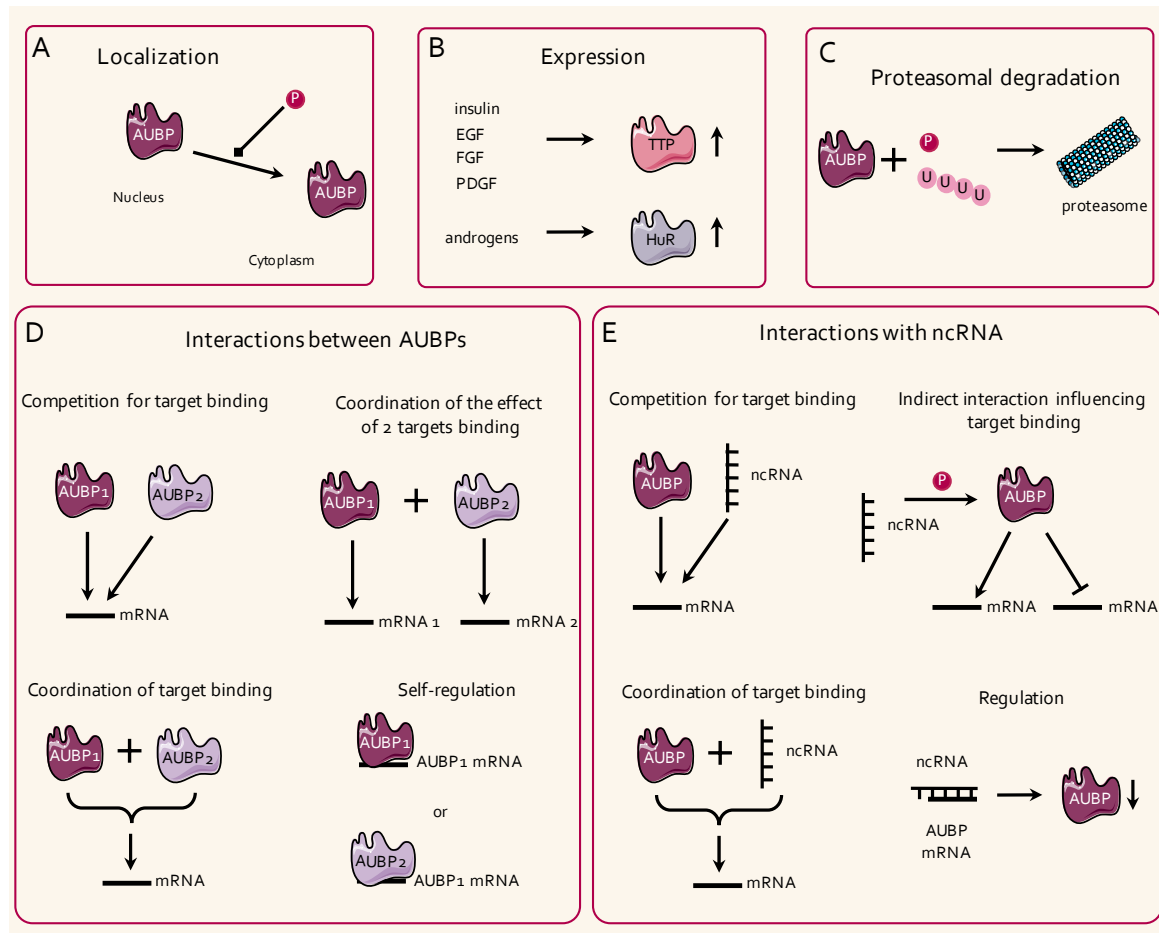 A
Localization
P
AUBP
AUBP
Nucleus
Cytoplasm
B
Expression
insulin
EGF
FGF
PDGF
TTP
androgens
HuR
C
Proteasomal degradation
AUBP
P
U U U U
proteasome
D
Interactions between AUBPs
Competition for target binding
AUBP1
AUBP2
mRNA
Coordination of the effect
of 2 targets binding
AUBP1
+
AUBP2
mRNA 1
mRNA 2
Coordination of target binding
AUBP1
+
AUBP2
mRNA
Self-regulation
AUBP1
AUBP1 mRNA
or
AUBP2
AUBP1 mRNA
E
Interactions with ncRNA
Competition for target binding
AUBP
ncRNA
mRNA
Indirect interaction influencing
target binding
P
AUBP
ncRNA
mRNA
mRNA
Coordination of target binding
AUBP
+
ncRNA
mRNA
Regulation
ncRNA
AUBP
mRNA
AUBP